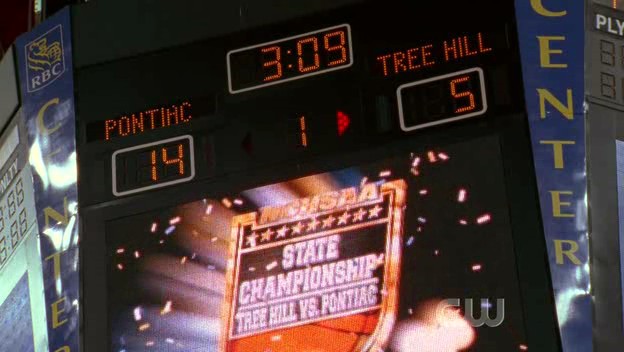 RBC
3:09
TREE HILL
5
PONTIAC
14
1
NCHSAA
STATE
CHAMPIONSHIP
TREE HILL VS. PONTIAC
CENTER
CENTER
PLY
CW